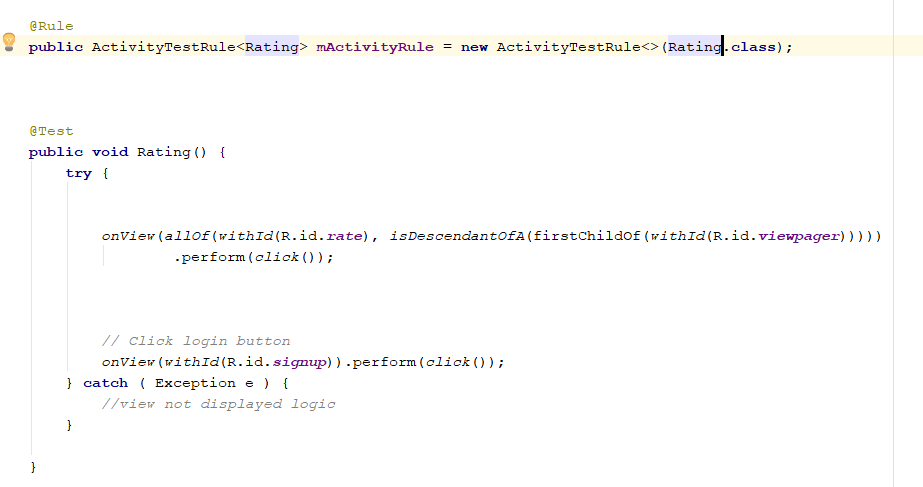 @Rule
public ActivityTestRule<Rating> mActivityRule = new ActivityTestRule<>(Rating.class);
@Test
public void Rating() {
try {
onView(allOf(withId(R.id.rate), isDescendantOfA(firstChildOf(withId(R.id.viewpager)))))
.perform(click());
// Click login button
onView(withId(R.id.signup)).perform(click());
} catch ( Exception e ) {
//view not displayed logic
}
}